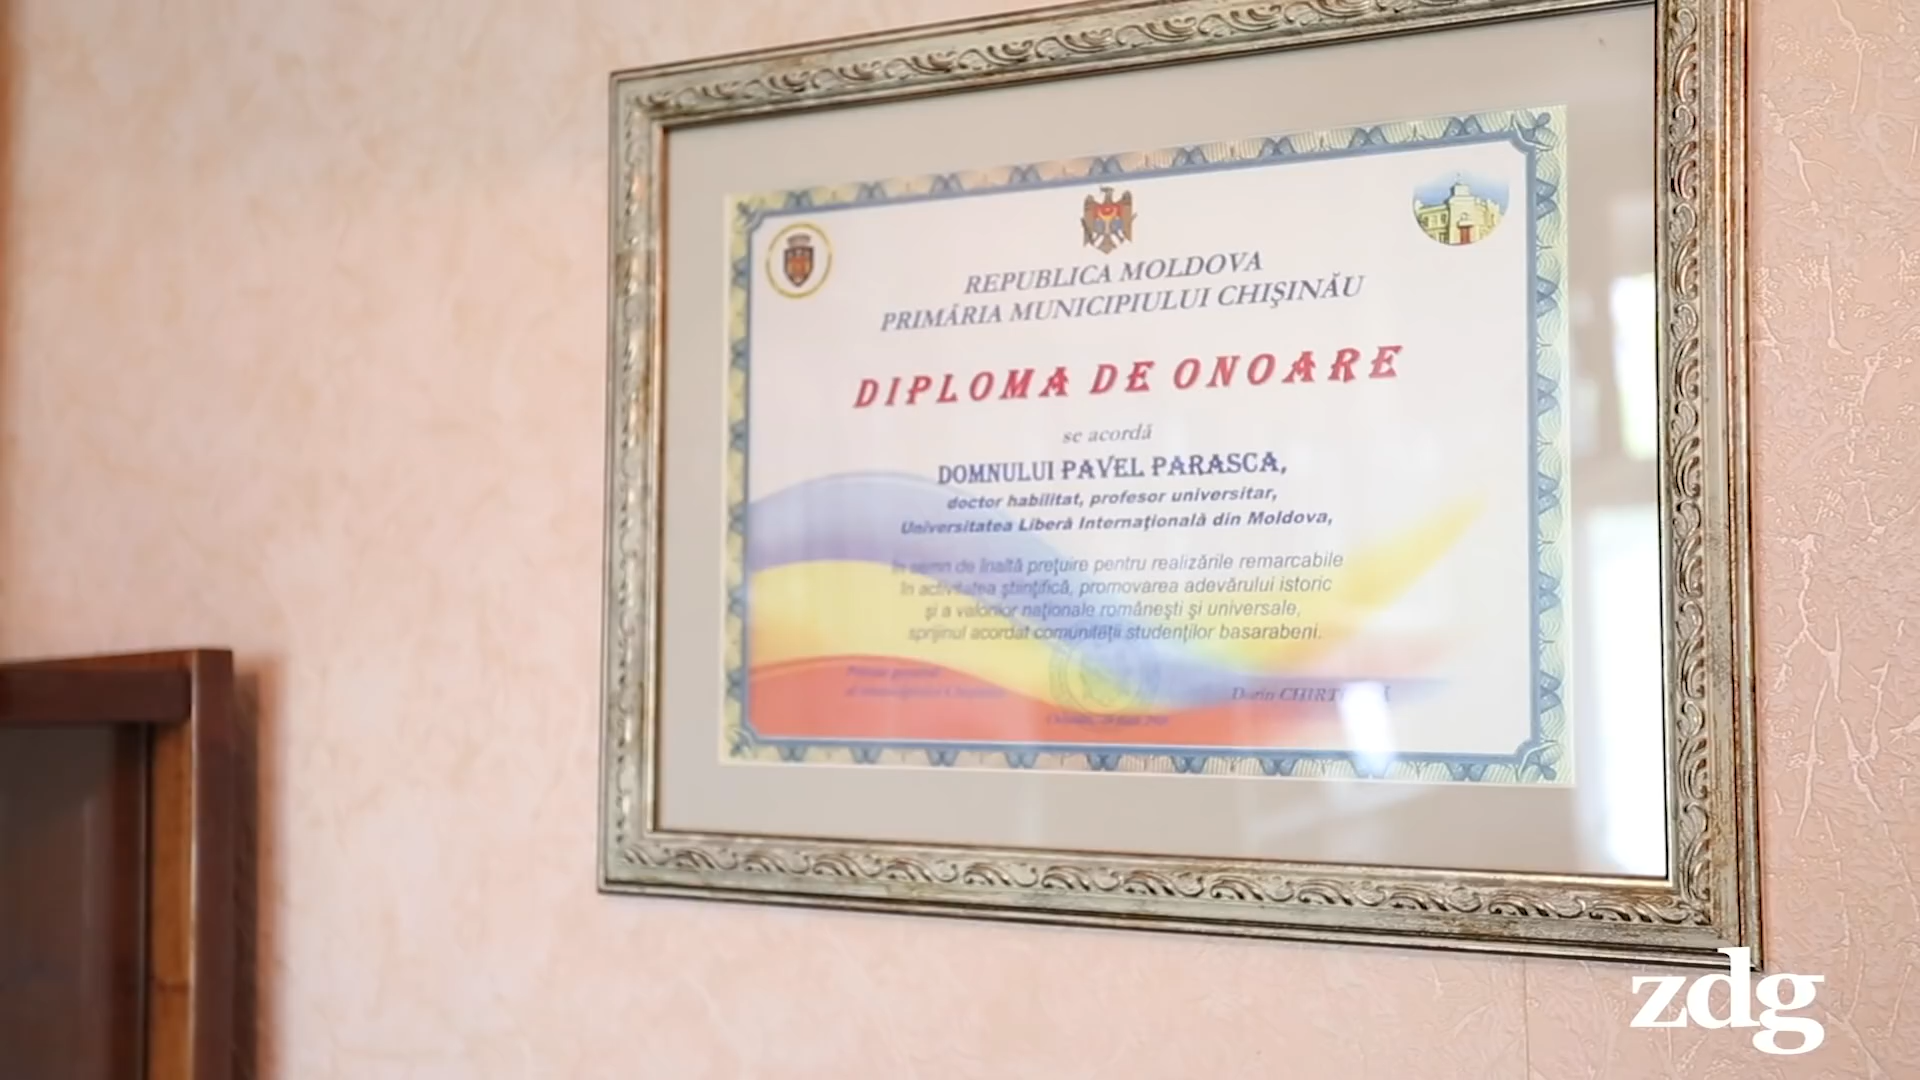 REPUBLICA MOLDOVA
PRIMĂRIA MUNICIPIULUI CHIŞINĂU
DIPLOMA DE ONOARE
se acordă
DOMNULUI PAVEL PARASCA,
doctor habilitat, profesor universitar,
Universitatea Liberă Internaţională din Moldova,
în semn de înaltă preţuire pentru realizările remarcabile
în activitatea ştiinţifică, promovarea adevărului istoric
şi a valorilor naţionale româneşti şi universale,
sprijinul acordat comunităţii studenţilor basarabeni.
Dorin
zdg